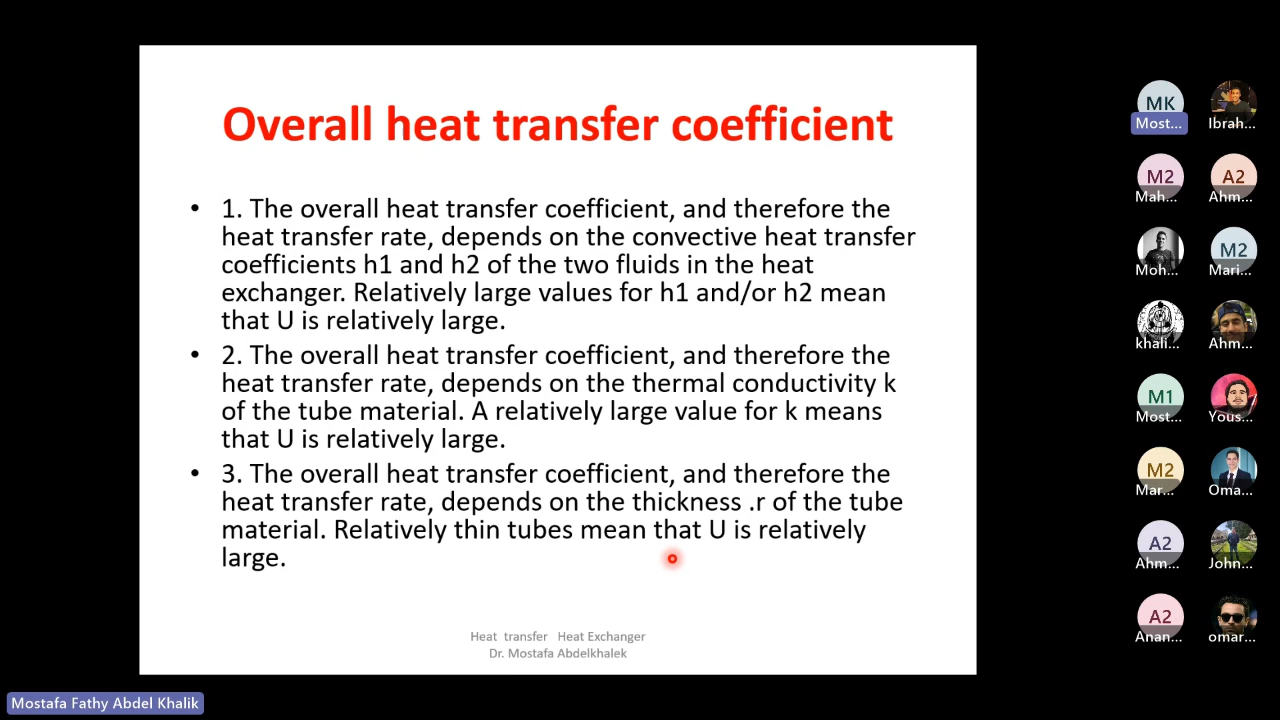 Overall heat transfer coefficient
• 1. The overall heat transfer coefficient, and therefore the
heat transfer rate, depends on the convective heat transfer
coefficients h1 and h2 of the two fluids in the heat
exchanger. Relatively large values for h1 and/or h2 mean
that U is relatively large.
• 2. The overall heat transfer coefficient, and therefore the
heat transfer rate, depends on the thermal conductivity k
of the tube material. A relatively large value for k means
that U is relatively large.
• 3. The overall heat transfer coefficient, and therefore the
heat transfer rate, depends on the thickness .r of the tube
material. Relatively thin tubes mean that U is relatively
large.
Heat transfer Heat Exchanger
Dr. Mostafa Abdelkhalek
MK
Most...
Ibrah...
M2
Mah...
A2
Ahm...
Moh...
M2
Mari...
khali...
Ahm...
M1
Most...
Yous...
M2
Mar...
Oma...
A2
Ahm...
John...
A2
Anan...
omar...
Mostafa Fathy Abdel Khalik